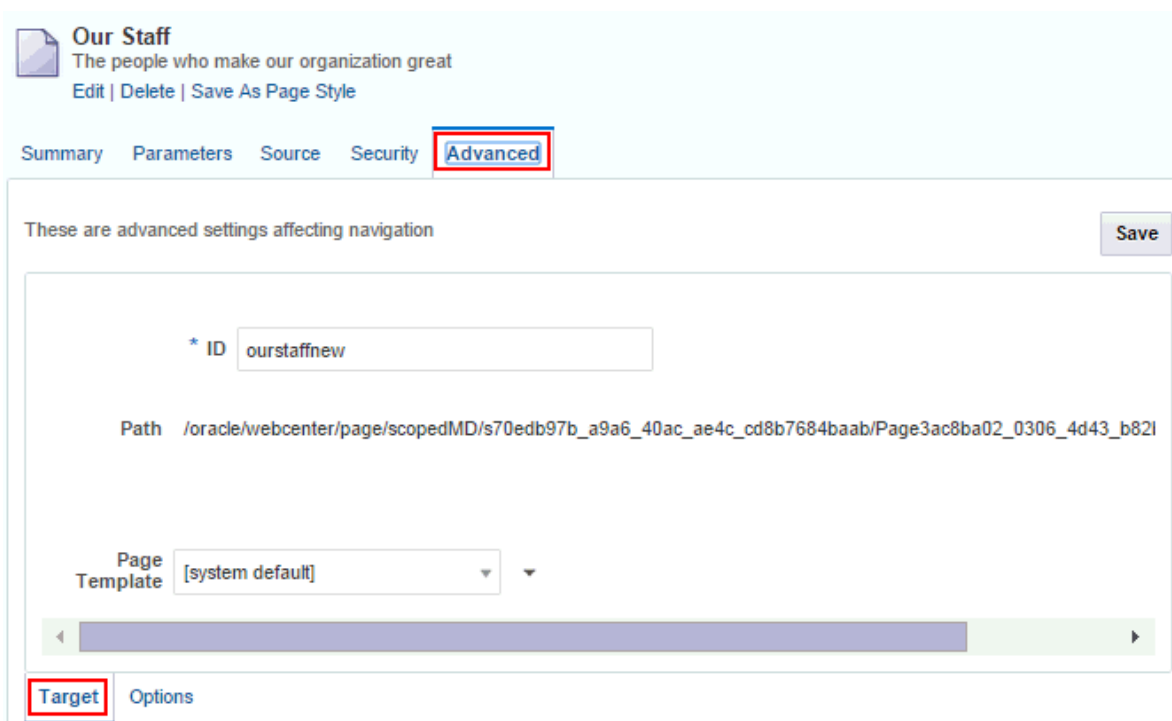 Our Staff
The people who make our organization great
Edit | Delete | Save As Page Style
Summary Parameters Source Security Advanced
These are advanced settings affecting navigation
Save
* ID ourstaffnew
Path /oracle/webcenter/page/scopedMD/s70edb97b_a9a6_40ac_ae4c_cd8b7684baab/Page3ac8ba02_0306_4d43_b82
Page
Template [system default]
Target Options